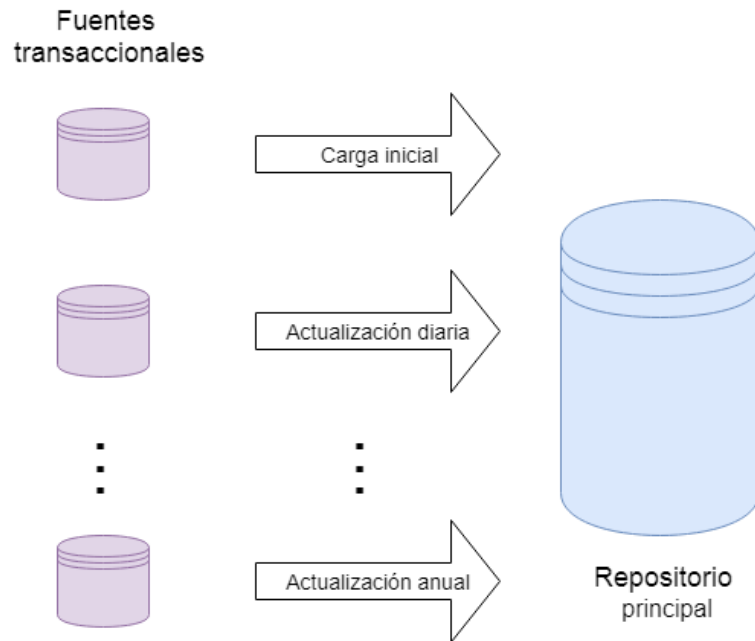 Fuentes
transaccionales
Carga inicial
Actualización diaria
Actualización anual
Repositorio
principal